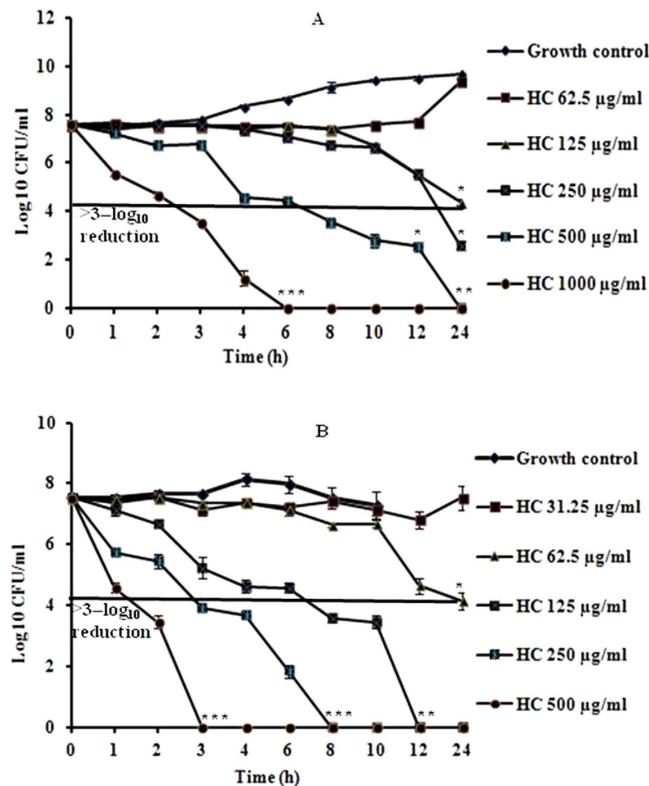 A
12
10
8
6
4
2
0
Log10 CFU/ml
>3–log10
reduction
*
*
*
***
**
0 1 2 3 4 6 8 10 12 24
Time (h)
Growth control
HC 62.5 µg/ml
HC 125 µg/ml
HC 250 µg/ml
HC 500 µg/ml
HC 1000 µg/ml
B
10
8
6
4
2
0
Log10 CFU/ml
>3–log10
reduction
*
***
***
**
0 1 2 3 4 6 8 10 12 24
Time (h)
Growth control
HC 31.25 µg/ml
HC 62.5 µg/ml
HC 125 µg/ml
HC 250 µg/ml
HC 500 µg/ml